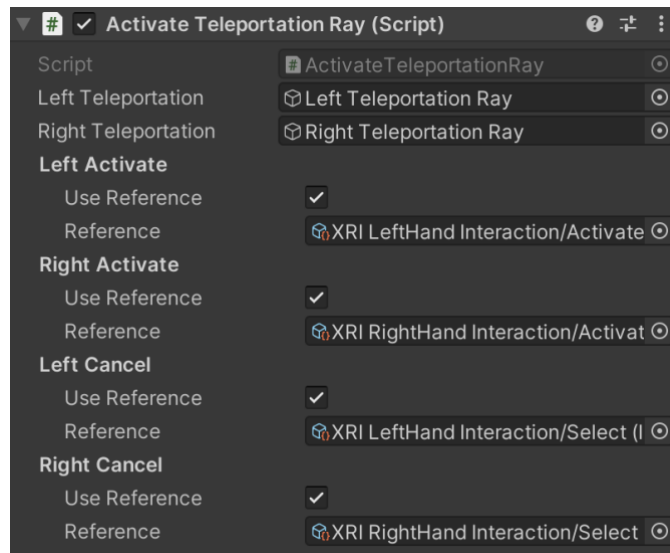 Activate Teleportation Ray (Script)
Script ActivateTeleportationRay
Left Teleportation Left Teleportation Ray
Right Teleportation Right Teleportation Ray
Left Activate
Use Reference
Reference XRI LeftHand Interaction/Activate
Right Activate
Use Reference
Reference XRI RightHand Interaction/Activat
Left Cancel
Use Reference
Reference XRI LeftHand Interaction/Select (I
Right Cancel
Use Reference
Reference XRI RightHand Interaction/Select